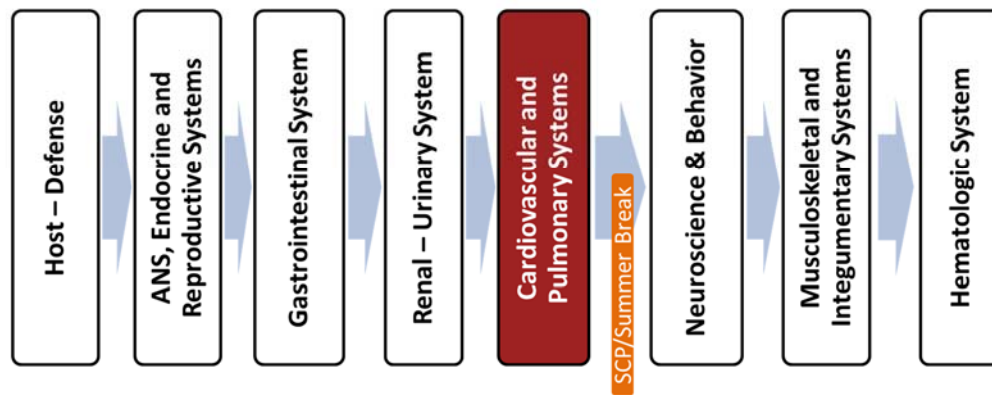 Host – Defense
ANS, Endocrine and
Reproductive Systems
Gastrointestinal System
Renal – Urinary System
Cardiovascular and
Pulmonary Systems
SCP/Summer Break
Neuroscience & Behavior
Musculoskeletal and
Integumentary Systems
Hematologic System